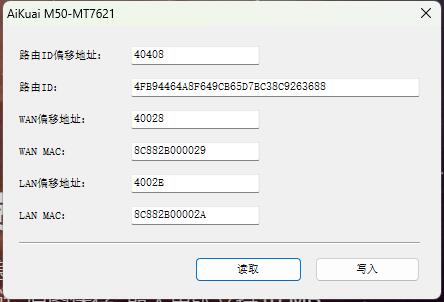 AiKuai M50-MT7621
路由ID偏移地址: 40408
路由ID: 4FB94464A8F649CB65D7BC38C9263688
WAN偏移地址: 40028
WAN MAC: 8C882B000029
LAN偏移地址: 4002E
LAN MAC: 8C882B00002A
读取 写入